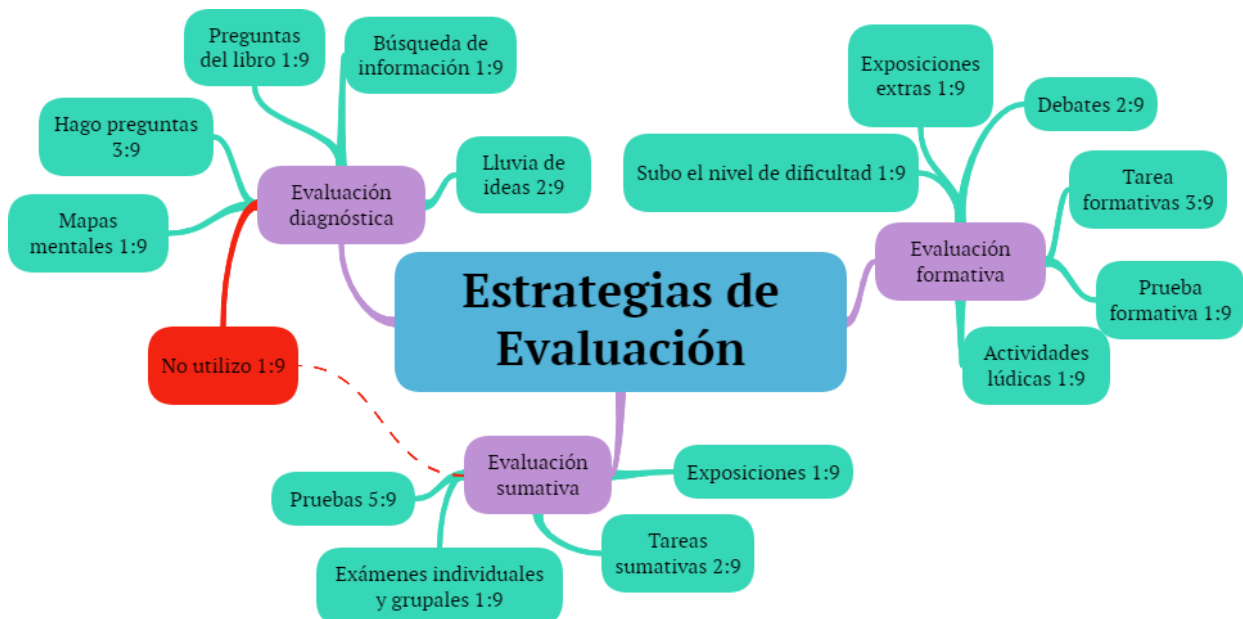 Preguntas
del libro 1:9
Búsqueda de
información 1:9
Hago preguntas
3:9
Lluvia de
ideas 2:9
Mapas
mentales 1:9
Evaluación
diagnóstica
No utilizo 1:9
Estrategias de
Evaluación
Exposiciones
extras 1:9
Debates 2:9
Subo el nivel de dificultad 1:9
Tarea
formativas 3:9
Evaluación
formativa
Prueba
formativa 1:9
Actividades
lúdicas 1:9
Evaluación
sumativa
Exposiciones 1:9
Pruebas 5:9
Tareas
sumativas 2:9
Exámenes individuales
y grupales 1:9